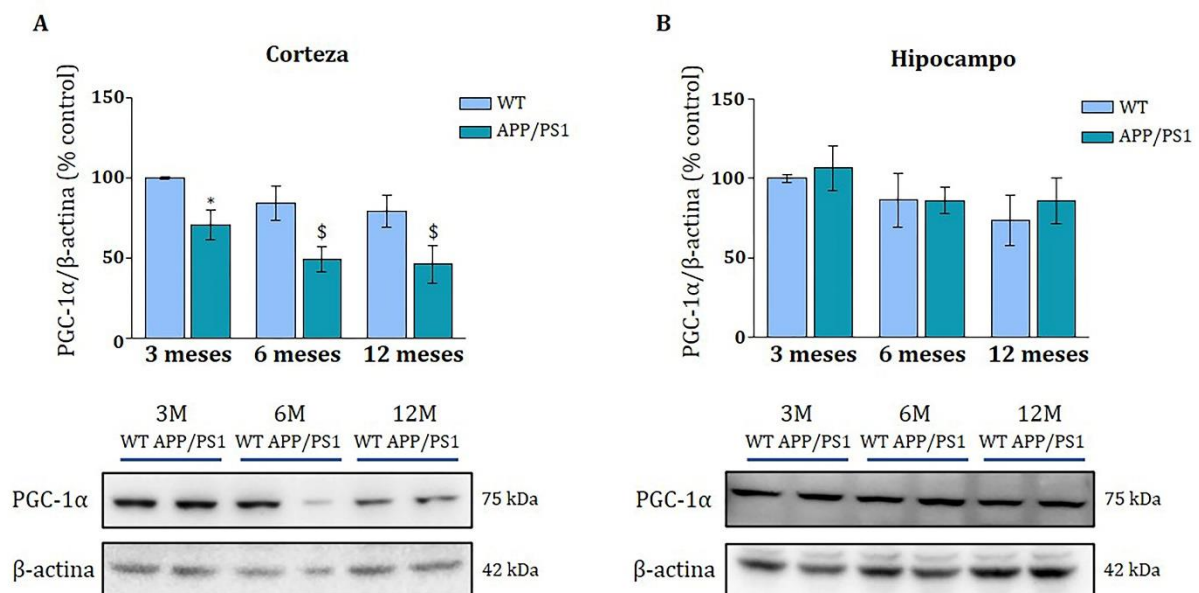 A
Corteza
PGC-1α/β-actina (% control)
150
100
50
0
WT
APP/PS1
*
$
$
3 meses 6 meses 12 meses
3M 6M 12M
WT APP/PS1 WT APP/PS1 WT APP/PS1
PGC-1α 75 kDa
β-actina 42 kDa
B
Hipocampo
PGC-1α/β-actina (% control)
150
100
50
0
WT
APP/PS1
3 meses 6 meses 12 meses
3M 6M 12M
WT APP/PS1 WT APP/PS1 WT APP/PS1
PGC-1α 75 kDa
β-actina 42 kDa